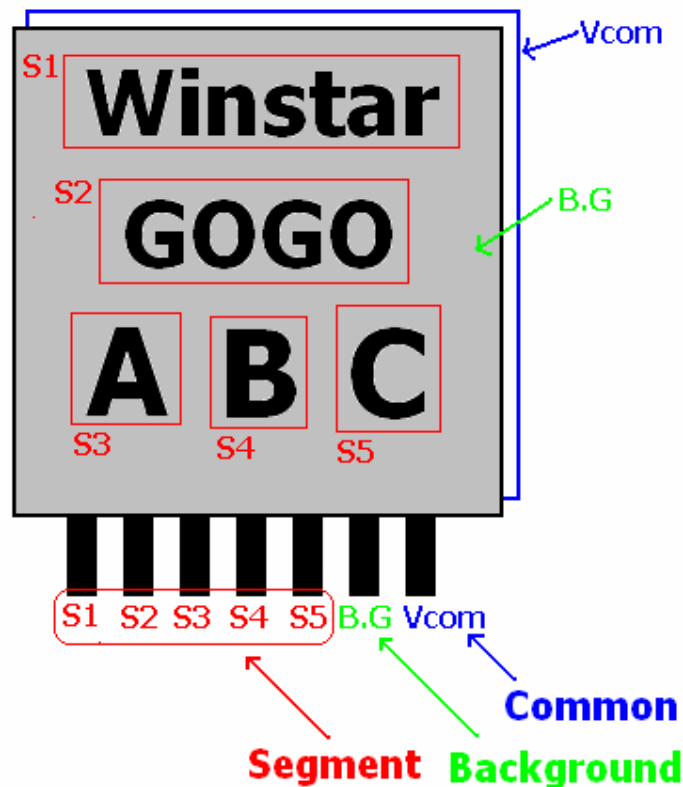 Vcom
S1
Winstar
S2
GOGO
B.G
A B C
S3 S4 S5
S1 S2 S3 S4 S5 B.G Vcom
Common
Segment Background